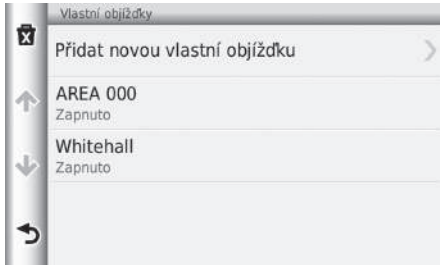 Vlastní objížďky
Přidat novou vlastní objížďku
AREA 000
Zapnuto
Whitehall
Zapnuto